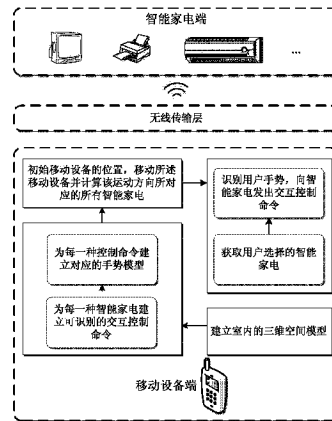 智能家电端
...
无线传输层
初始移动设备的位置，移动所述
移动设备并计算该运动方向所对
应的所有智能家电
识别用户手势，向智
能家电发出交互控制
命令
为每一种控制命令建
立对应的手势模型
获取用户选择的智能
家电
为每一种智能家电建
立可识别的交互控制
命令
建立室内的三维空间模型
移动设备端